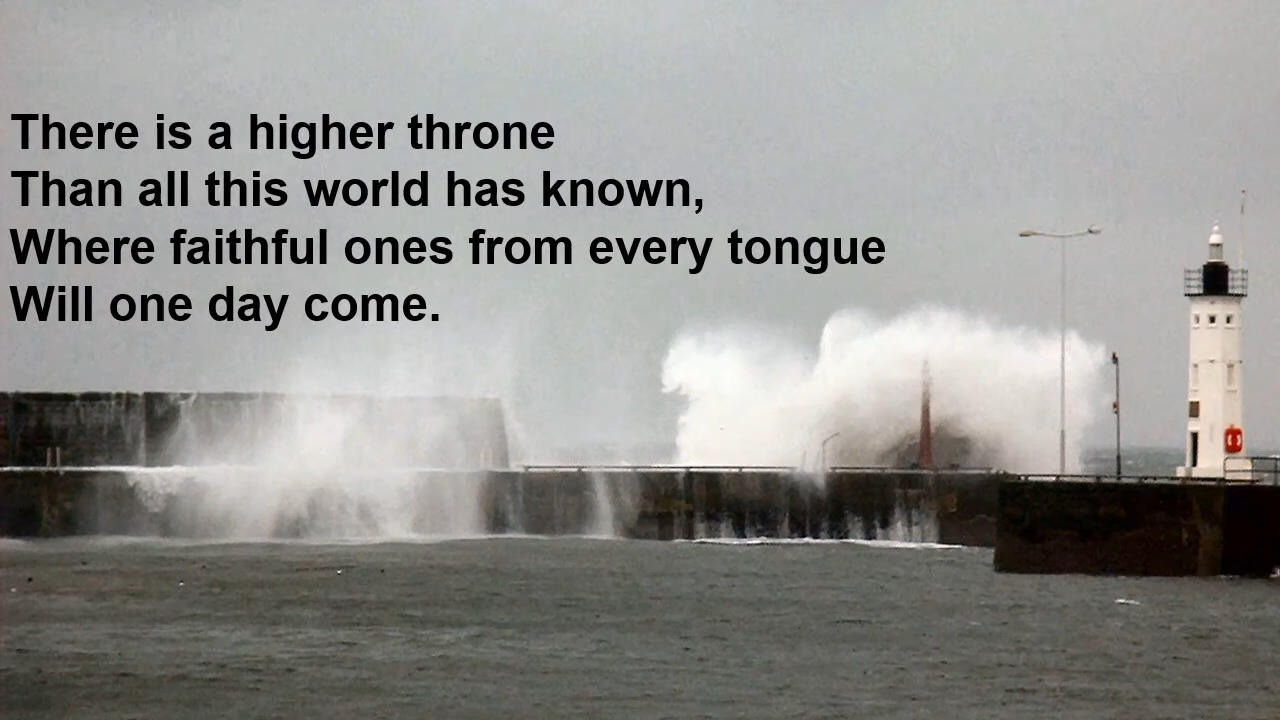 There is a higher throne
Than all this world has known,
Where faithful ones from every tongue
Will one day come.